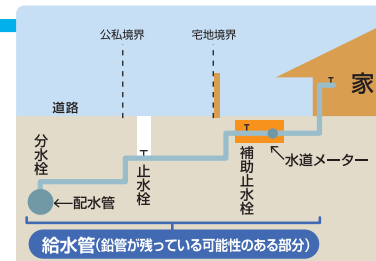 公私境界
宅地境界
家
道路
分水栓
止水栓
補助止水栓
水道メーター
配水管
給水管(鉛管が残っている可能性のある部分)